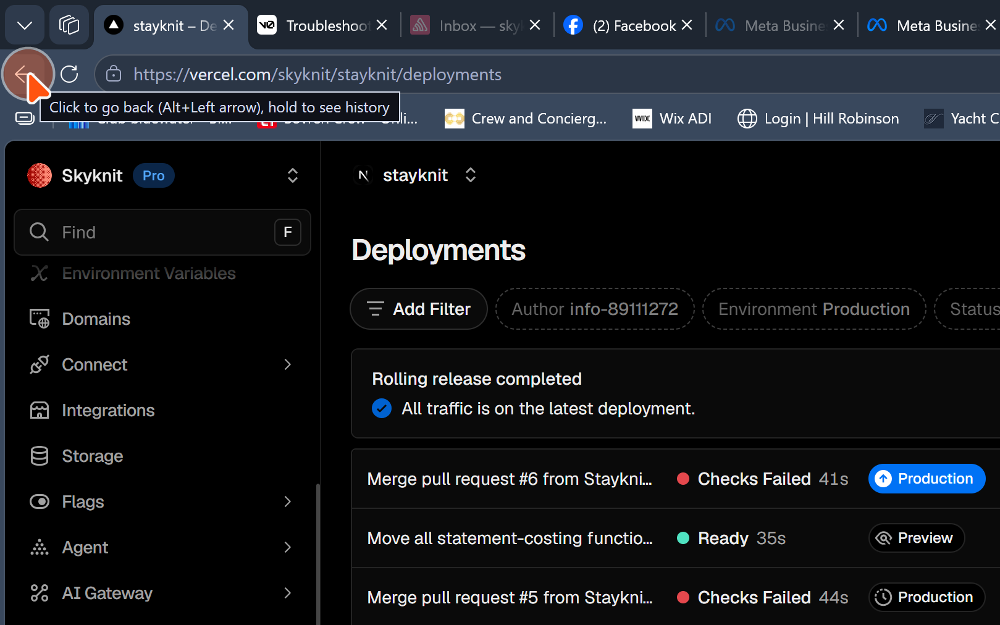 stayknit – De
Troubleshoot
Inbox — sky
(2) Facebook
Meta Busine
Meta Busine
https://vercel.com/skyknit/stayknit/deployments
Click to go back (Alt+Left arrow), hold to see history
Crew and Concierg...
Wix ADI
Login | Hill Robinson
Yacht C
Skyknit
Pro
stayknit
Find
F
Environment Variables
Domains
Connect
Integrations
Storage
Flags
Agent
AI Gateway
Deployments
Add Filter
Author info-89111272
Environment Production
Status
Rolling release completed
All traffic is on the latest deployment.
Merge pull request #6 from Staykni...
Checks Failed 41s
Production
Move all statement-costing functio...
Ready 35s
Preview
Merge pull request #5 from Staykni...
Checks Failed 44s
Production